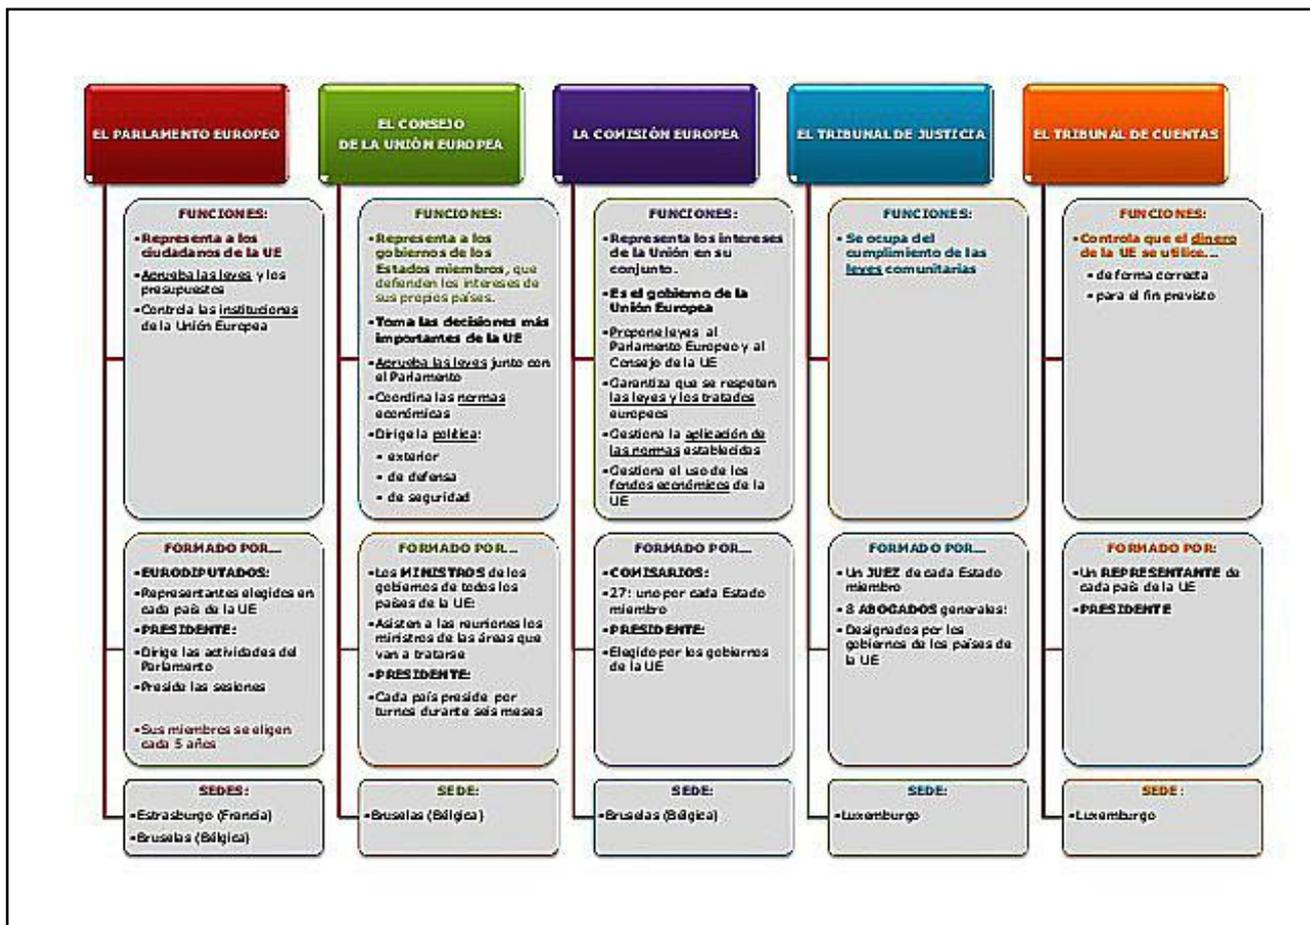 EL PARLAMENTO EUROPEO
FUNCIONES:
•Representa a los
ciudadanos de la UE
•Aprueba las leyes y los
presupuestos
•Controla las instituciones
de la Unión Europea
FORMADO POR...
•EURODIPUTADOS:
•Representantes elegidos en
cada país de la UE
•PRESIDENTE:
•Dirige las actividades del
Parlamento
•Preside las sesiones
•Sus miembros se eligen
cada 5 años
SEDES:
•Estrasburgo (Francia)
•Bruselas (Bélgica)
EL CONSEJO
DE LA UNIÓN EUROPEA
FUNCIONES:
•Representa a los
gobiernos de los
Estados miembros, que
defienden los intereses de
sus propios países.
•Toma las decisiones más
importantes de la UE
•Aprueba las leyes junto con
el Parlamento
•Coordina las normas
económicas
•Dirige la política:
• exterior
• de defensa
• de seguridad
FORMADO POR...
•Los MINISTROS de los
gobiernos de todos los
países de la UE:
•Asisten a las reuniones los
ministros de las áreas que
van a tratarse
•PRESIDENTE:
•Cada país preside por
turnos durante seis meses
SEDE:
•Bruselas (Bélgica)
LA COMISIÓN EUROPEA
FUNCIONES:
•Representa los intereses
de la Unión en su
conjunto.
•Es el gobierno de la
Unión Europea
•Propone leyes al
Parlamento Europeo y al
Consejo de la UE
•Garantiza que se respeten
las leyes y los tratados
europeos
•Gestiona la aplicación de
las normas establecidas
•Gestiona el uso de los
fondos económicos de la
UE
FORMADO POR...
•COMISARIOS:
•27: uno por cada Estado
miembro
•PRESIDENTE:
•Elegido por los gobiernos
de la UE
SEDE:
•Bruselas (Bélgica)
EL TRIBUNAL DE JUSTICIA
FUNCIONES:
• Se ocupa del
cumplimiento de las
leyes comunitarias
FORMADO POR...
•Un JUEZ de cada Estado
miembro
• 8 ABOGADOS generales:
•Designados por los
gobiernos de los países de
la UE
SEDE:
•Luxemburgo
EL TRIBUNAL DE CUENTAS
FUNCIONES:
•Controla que el dinero
de la UE se utilice...
• de forma correcta
• para el fin previsto
FORMADO POR:
•Un REPRESENTANTE de
cada país de la UE
•PRESIDENTE
SEDE:
•Luxemburgo